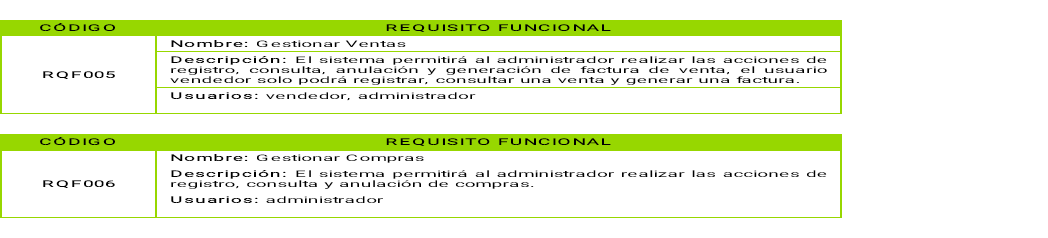 CÓDIGO REQUISITO FUNCIONAL
Nombre: Gestionar Ventas
RQF005
Descripción: El sistema permitirá al administrador realizar las acciones de
registro, consulta, anulación y generación de factura de venta, el usuario
vendedor solo podrá registrar, consultar una venta y generar una factura.
Usuarios: vendedor, administrador
CÓDIGO REQUISITO FUNCIONAL
Nombre: Gestionar Compras
RQF006
Descripción: El sistema permitirá al administrador realizar las acciones de
registro, consulta y anulación de compras.
Usuarios: administrador